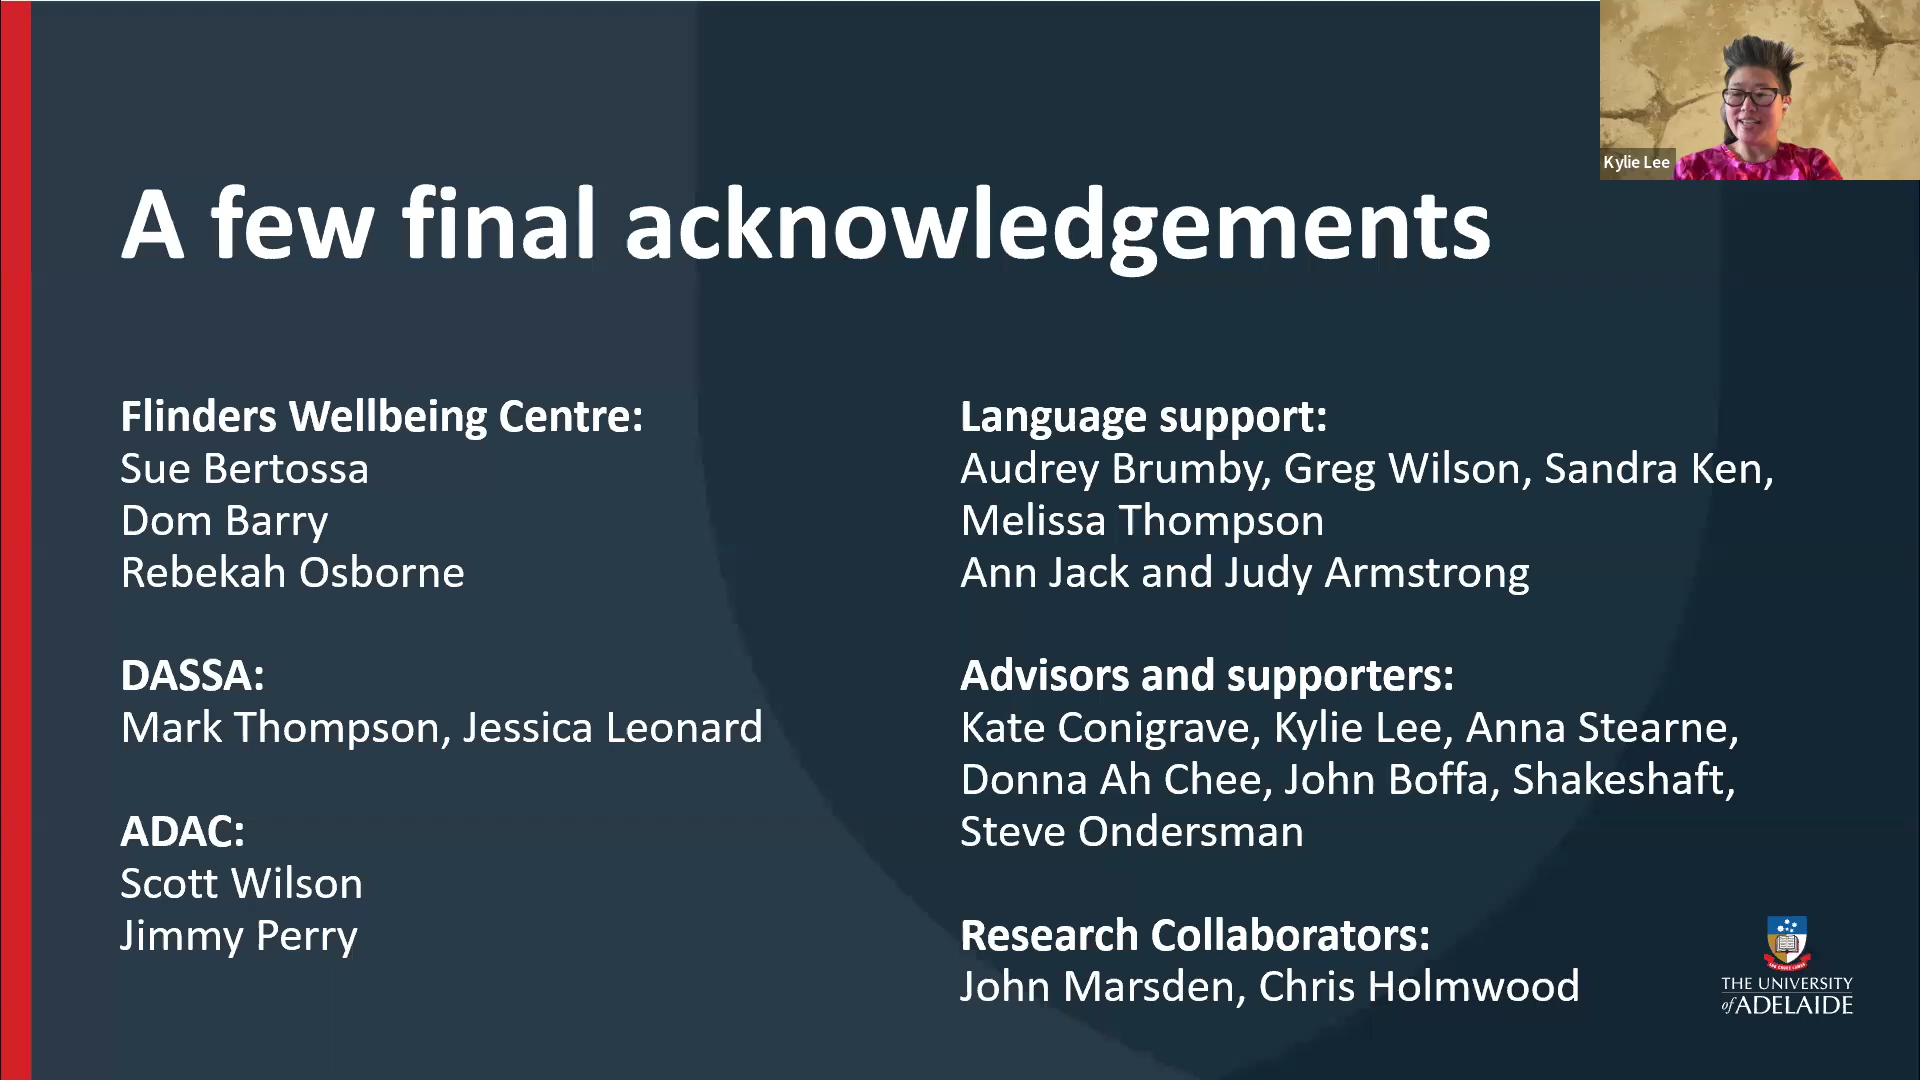 Kylie Lee
A few final acknowledgements
Flinders Wellbeing Centre:
Sue Bertossa
Dom Barry
Rebekah Osborne
DASSA:
Mark Thompson, Jessica Leonard
ADAC:
Scott Wilson
Jimmy Perry
Language support:
Audrey Brumby, Greg Wilson, Sandra Ken,
Melissa Thompson
Ann Jack and Judy Armstrong
Advisors and supporters:
Kate Conigrave, Kylie Lee, Anna Stearne,
Donna Ah Chee, John Boffa, Shakeshaft,
Steve Ondersman
Research Collaborators:
John Marsden, Chris Holmwood
THE UNIVERSITY
of ADELAIDE